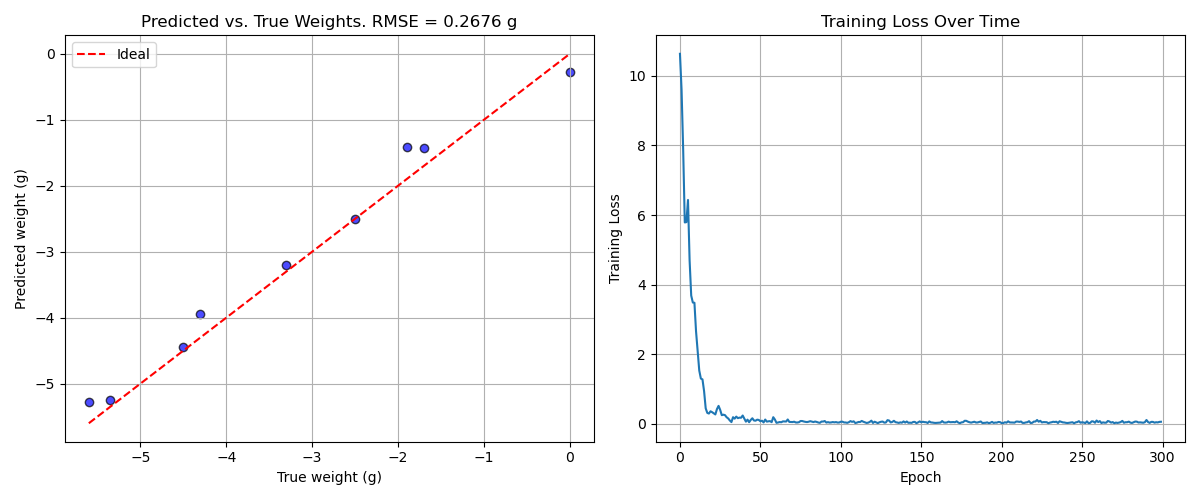 Predicted vs. True Weights. RMSE = 0.2676 g
Ideal
0
−1
−2
−3
−4
−5
Predicted weight (g)
−5 −4 −3 −2 −1 0
True weight (g)
Training Loss Over Time
10
8
6
4
2
0
Training Loss
0 50 100 150 200 250 300
Epoch